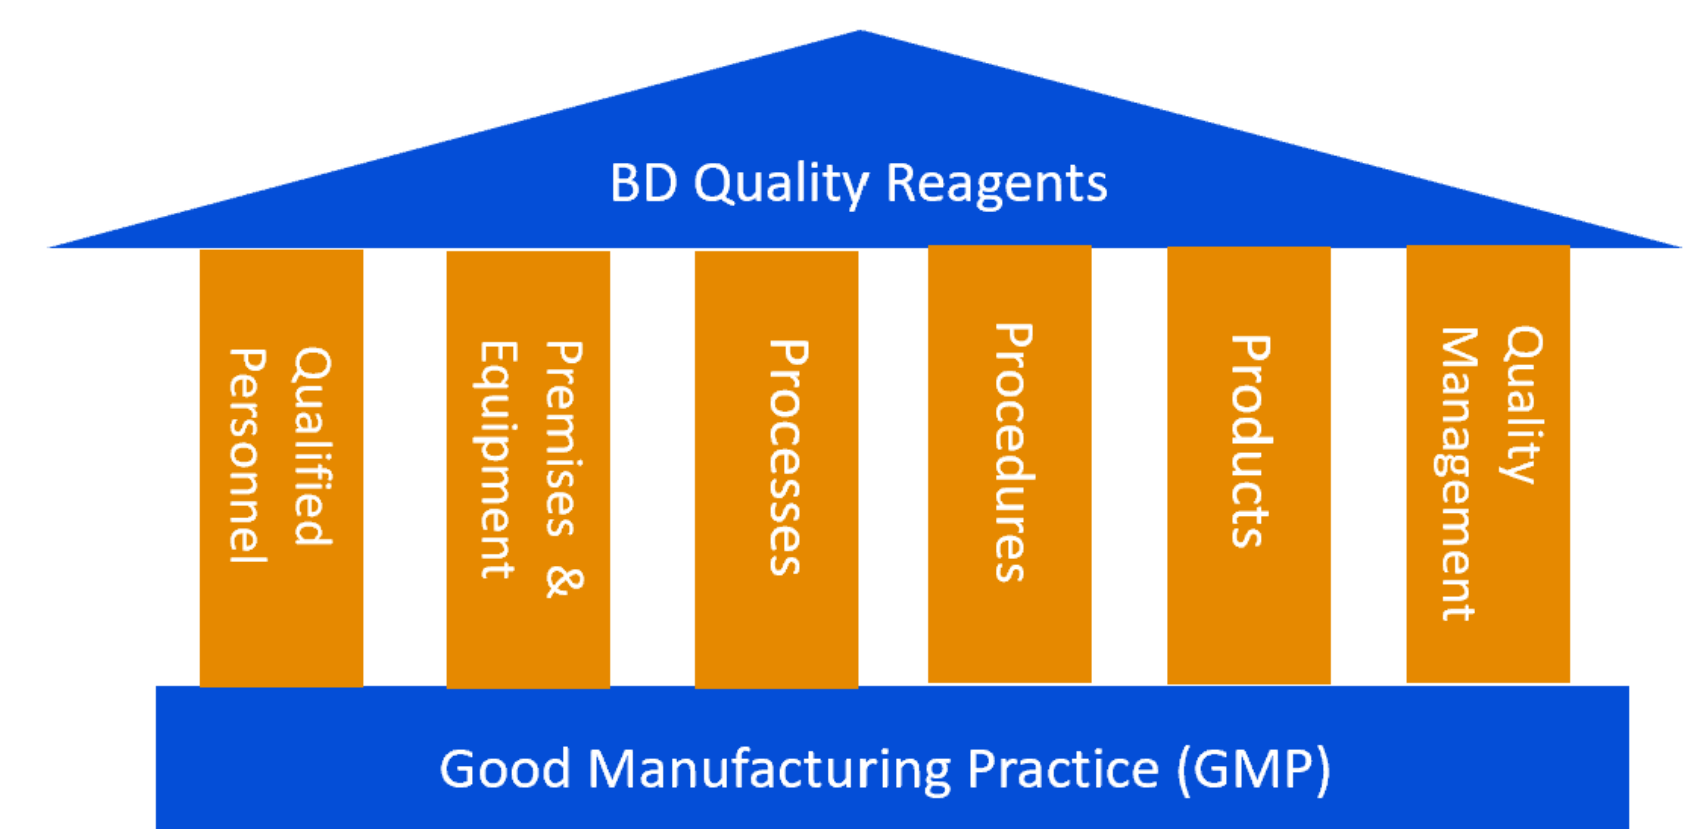 BD Quality Reagents
Qualified
Personnel
Premises &
Equipment
Processes
Procedures
Products
Quality
Management
Good Manufacturing Practice (GMP)